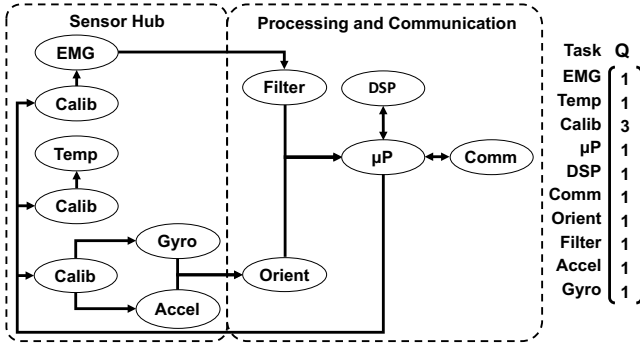 Sensor Hub
Processing and Communication
EMG
Calib
Temp
Calib
Calib
Gyro
Accel
Filter
DSP
µP
Comm
Orient
Task Q
EMG 1
Temp 1
Calib 3
µP 1
DSP 1
Comm 1
Orient 1
Filter 1
Accel 1
Gyro 1